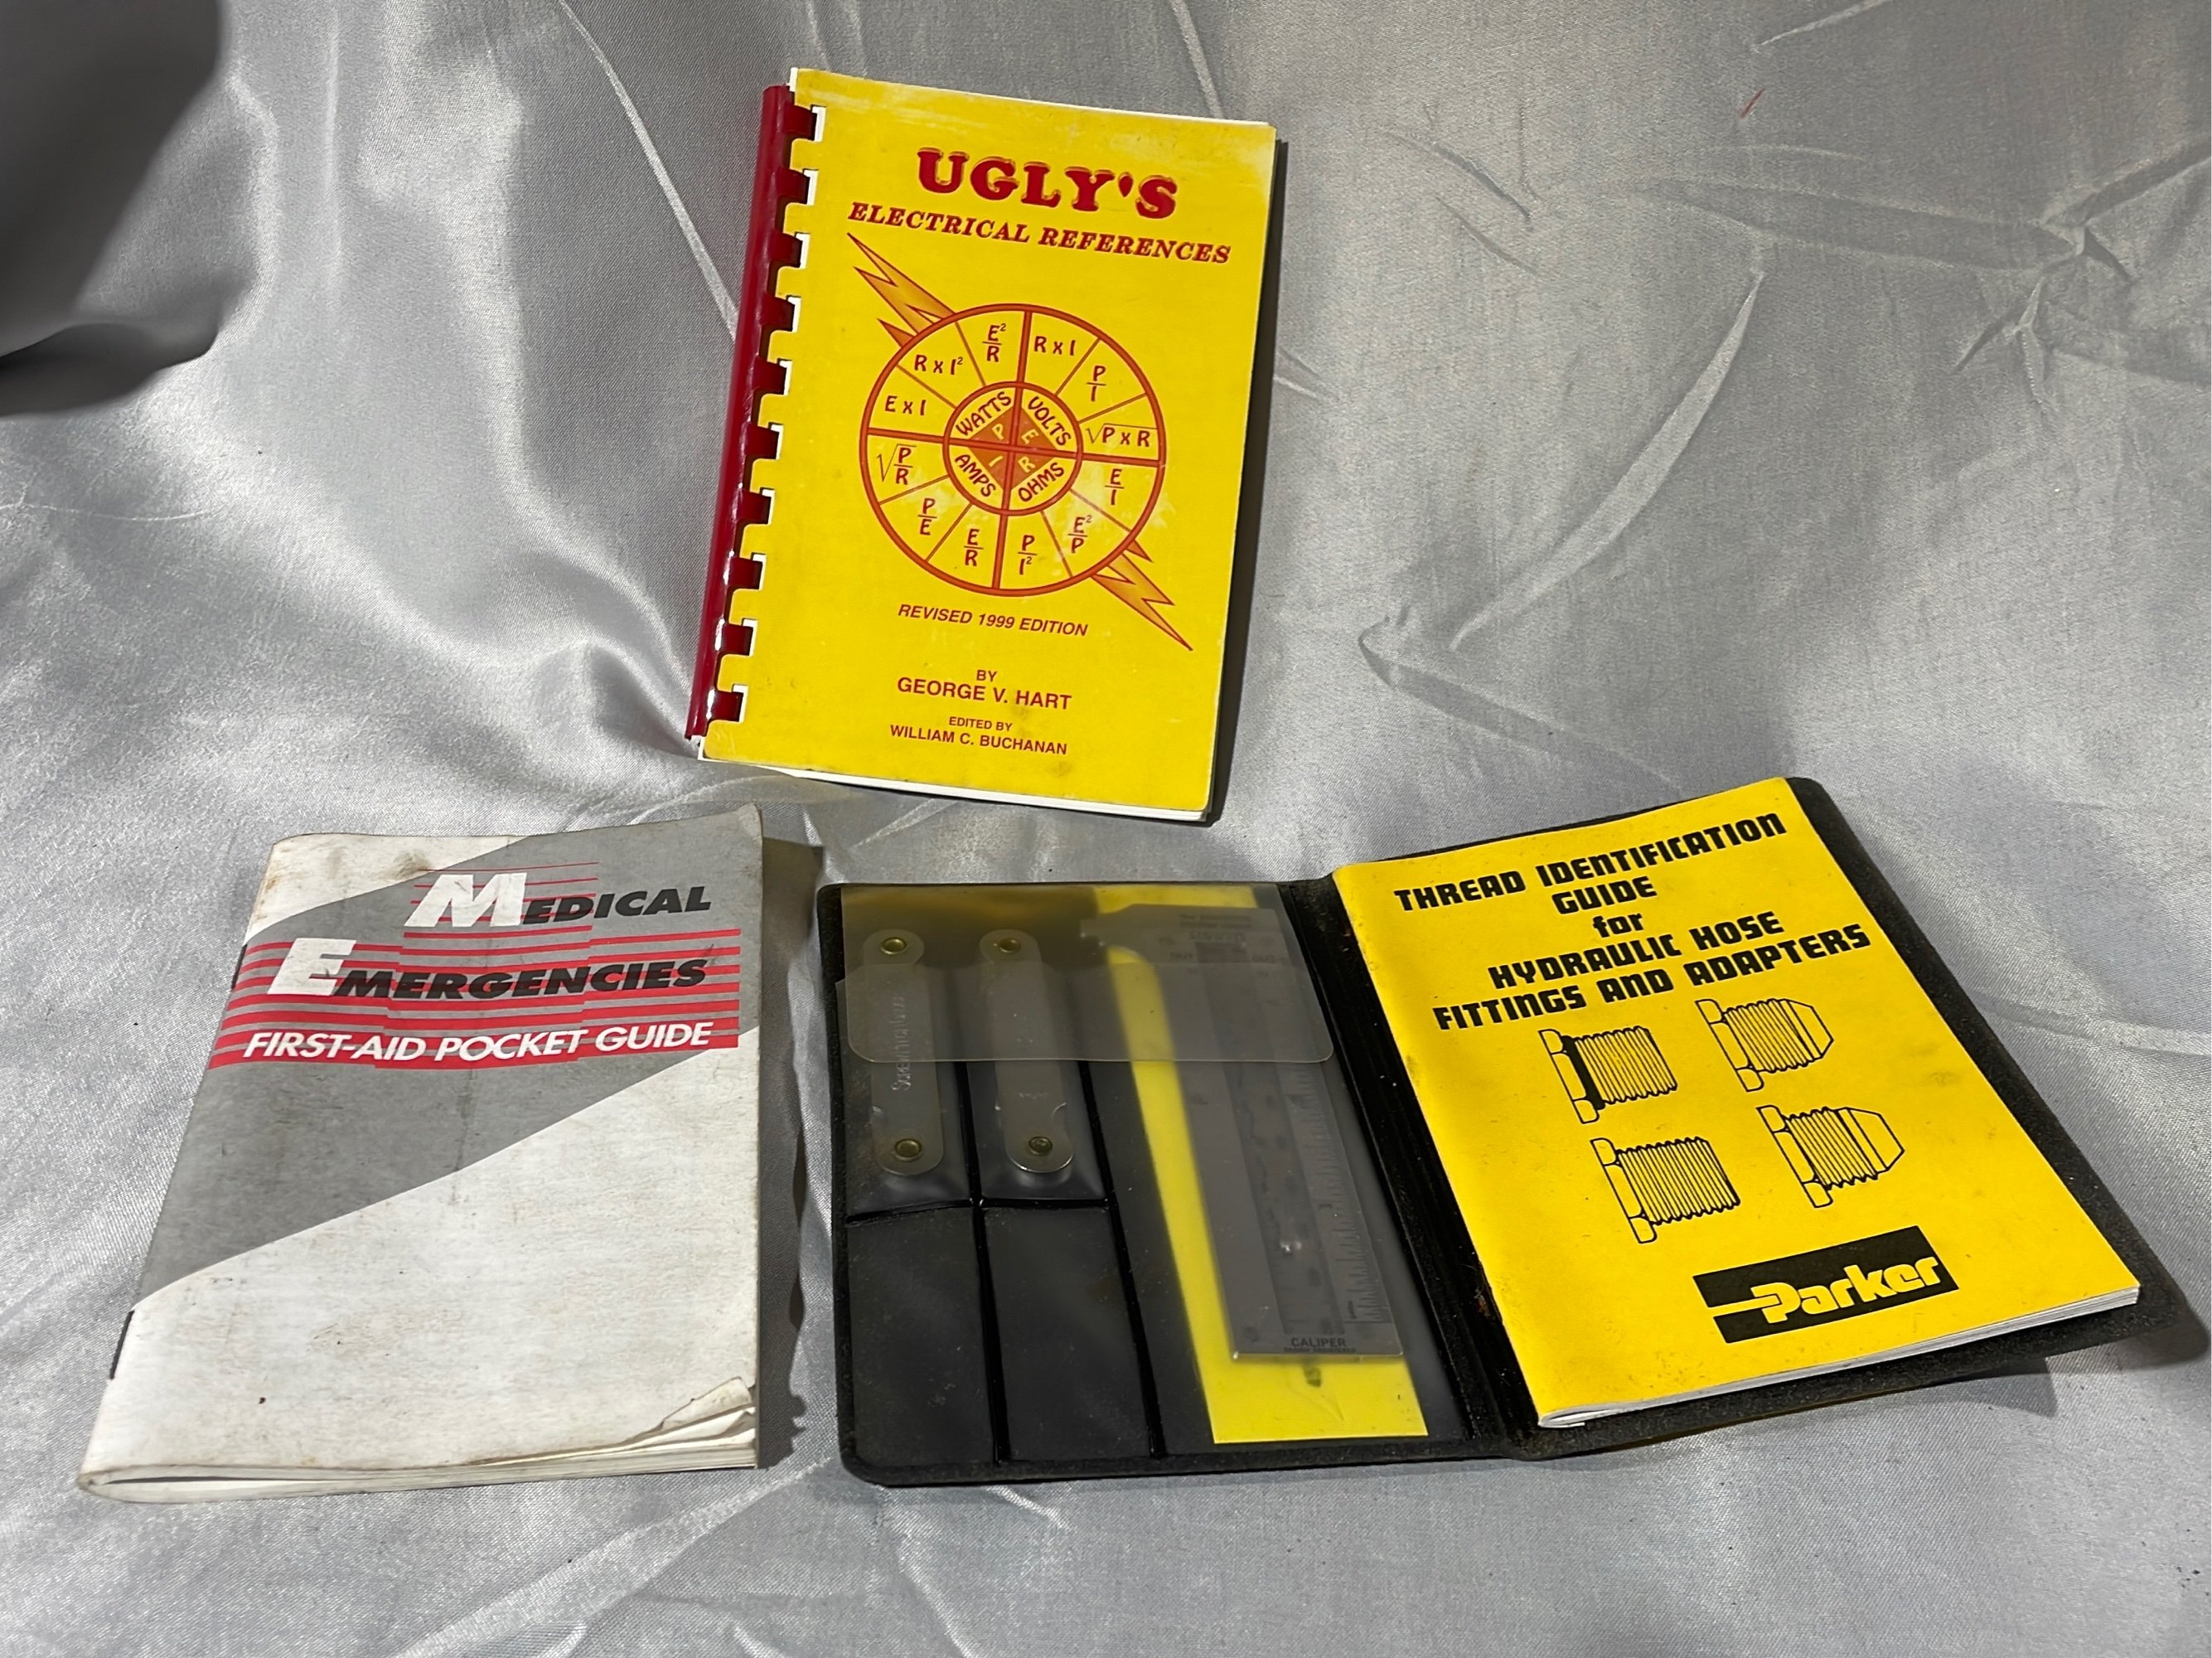 UGLY'S
ELECTRICAL REFERENCES
E²/R
R x I
R x I²
P/I
E x I
√P x R
WATTS
VOLTS
P
E
I
R
AMPS
OHMS
√P/R
E/I
P/E
E²/P
E/R
P/I²
REVISED 1999 EDITION
BY
GEORGE V. HART
EDITED BY
WILLIAM C. BUCHANAN
MEDICAL
EMERGENCIES
FIRST-AID POCKET GUIDE
CALIPER
THREAD IDENTIFICATION
GUIDE
for
HYDRAULIC HOSE
FITTINGS AND ADAPTERS
Parker